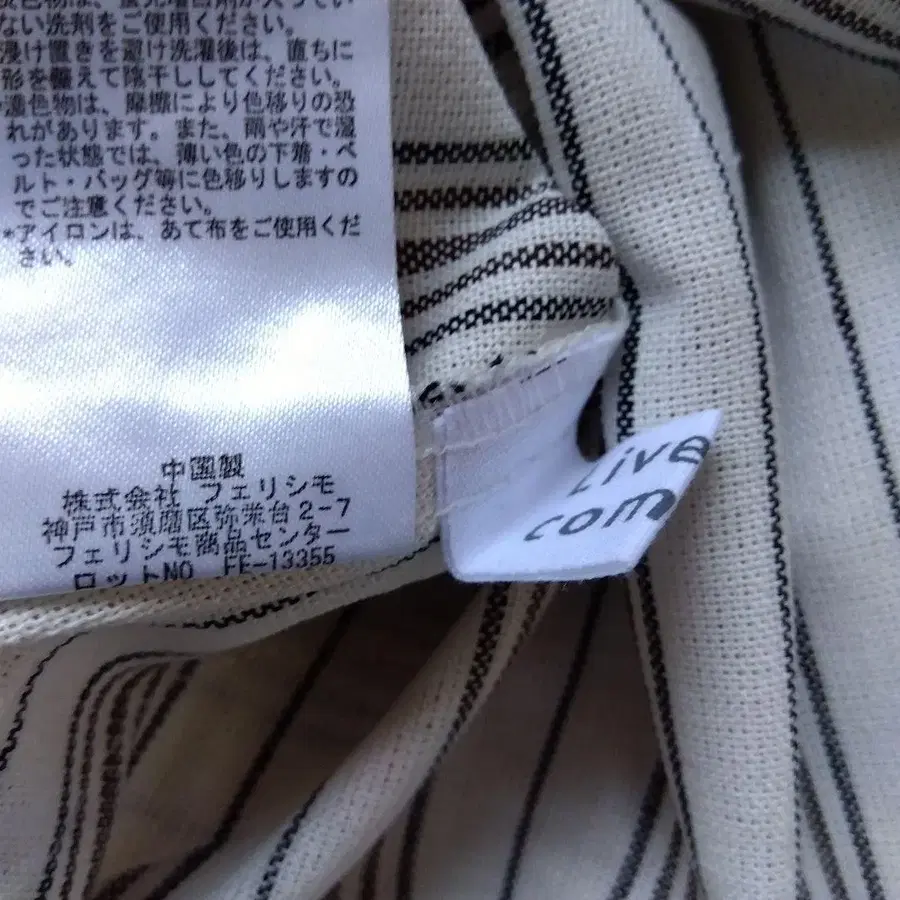 ない洗剤をご使用ください。
浸け置きを避け洗濯後は、直ちに
形を整えて陰干ししてください。
濃色物は、摩擦により色移りの恐
れがあります。また、雨や汗で湿
った状態では、薄い色の下着・ベ
ルト・バッグ等に色移りしますの
でご注意ください。
*アイロンは、あて布をご使用くだ
さい。
中国製
株式会社 フェリシモ
神戸市須磨区弥栄台2-7
フェリシモ商品センター
ロットNO FE-13355
Live
com